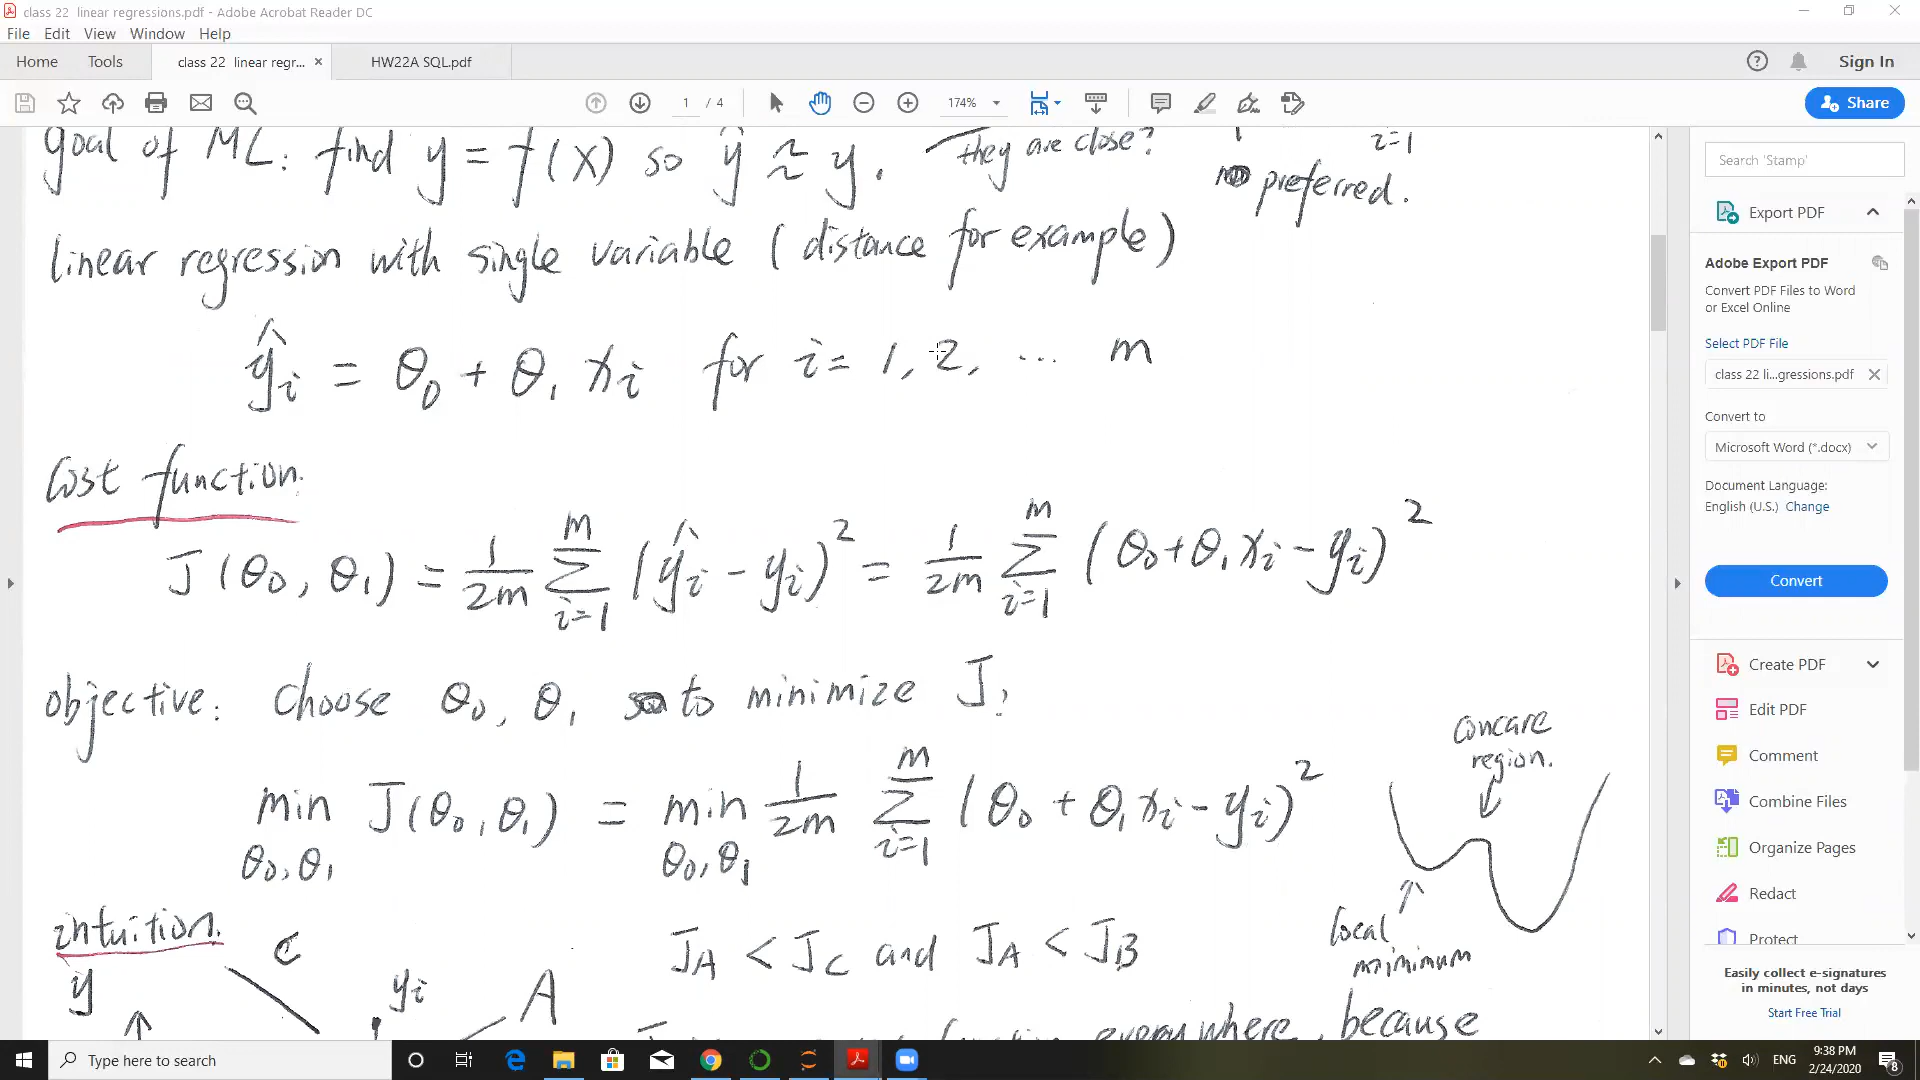 class 22 linear regressions.pdf - Adobe Acrobat Reader DC
File Edit View Window Help
Home Tools class 22 linear regr... × HW22A SQL.pdf Sign In
1 / 4 174% Share
goal of ML: find y = f(x) so ŷ ≈ y. They are close? i=1
preferred.
linear regression with single variable (distance for example)
ŷi = θ0 + θ1 xi for i = 1, 2, ... m
Cost function.
J(θ0, θ1) = 1/2m Σ_{i=1}^{m} (ŷi - yi)^2 = 1/2m Σ_{i=1}^{m} (θ0 + θ1 xi - yi)^2
objective: choose θ0, θ1 to minimize J,
min_{θ0,θ1} J(θ0, θ1) = min_{θ0,θ1} 1/2m Σ_{i=1}^{m} (θ0 + θ1 xi - yi)^2
concave
region.
local
minimum
intuition. C JA < JC and JA < JB
y yi A
function everywhere, because
Search 'Stamp'
Export PDF
Adobe Export PDF
Convert PDF Files to Word
or Excel Online
Select PDF File
class 22 li...gressions.pdf
Convert to
Microsoft Word (*.docx)
Document Language:
English (U.S.) Change
Convert
Create PDF
Edit PDF
Comment
Combine Files
Organize Pages
Redact
Protect
Easily collect e-signatures
in minutes, not days
Start Free Trial
Type here to search ENG 9:38 PM
2/24/2020 8